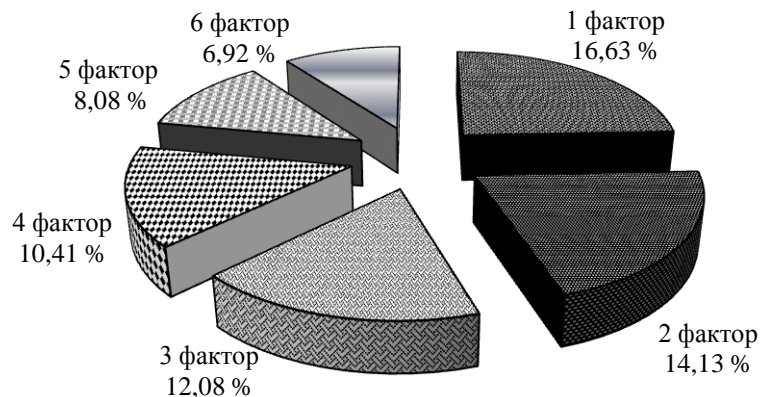 6 фактор
6,92 %
1 фактор
16,63 %
5 фактор
8,08 %
4 фактор
10,41 %
2 фактор
14,13 %
3 фактор
12,08 %